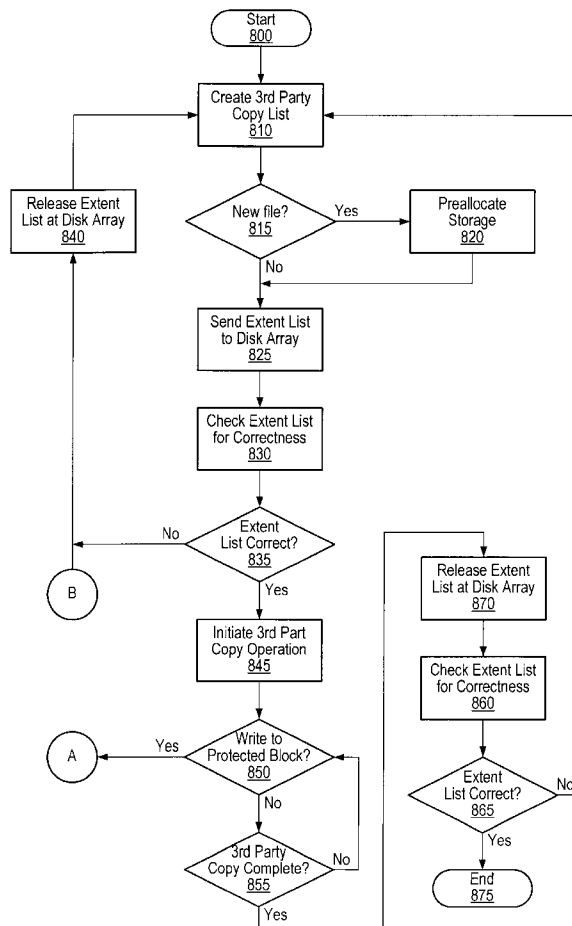 Start
800
Create 3rd Party
Copy List
810
Release Extent
List at Disk Array
840
New file?
815
Yes
Preallocate
Storage
820
No
Send Extent List
to Disk Array
825
Check Extent List
for Correctness
830
No
Extent
List Correct?
835
Yes
B
Release Extent
List at Disk Array
870
Initiate 3rd Part
Copy Operation
845
Check Extent List
for Correctness
860
A
Yes
Write to
Protected Block?
850
No
Extent
List Correct?
865
No
Yes
3rd Party
Copy Complete?
855
No
Yes
End
875